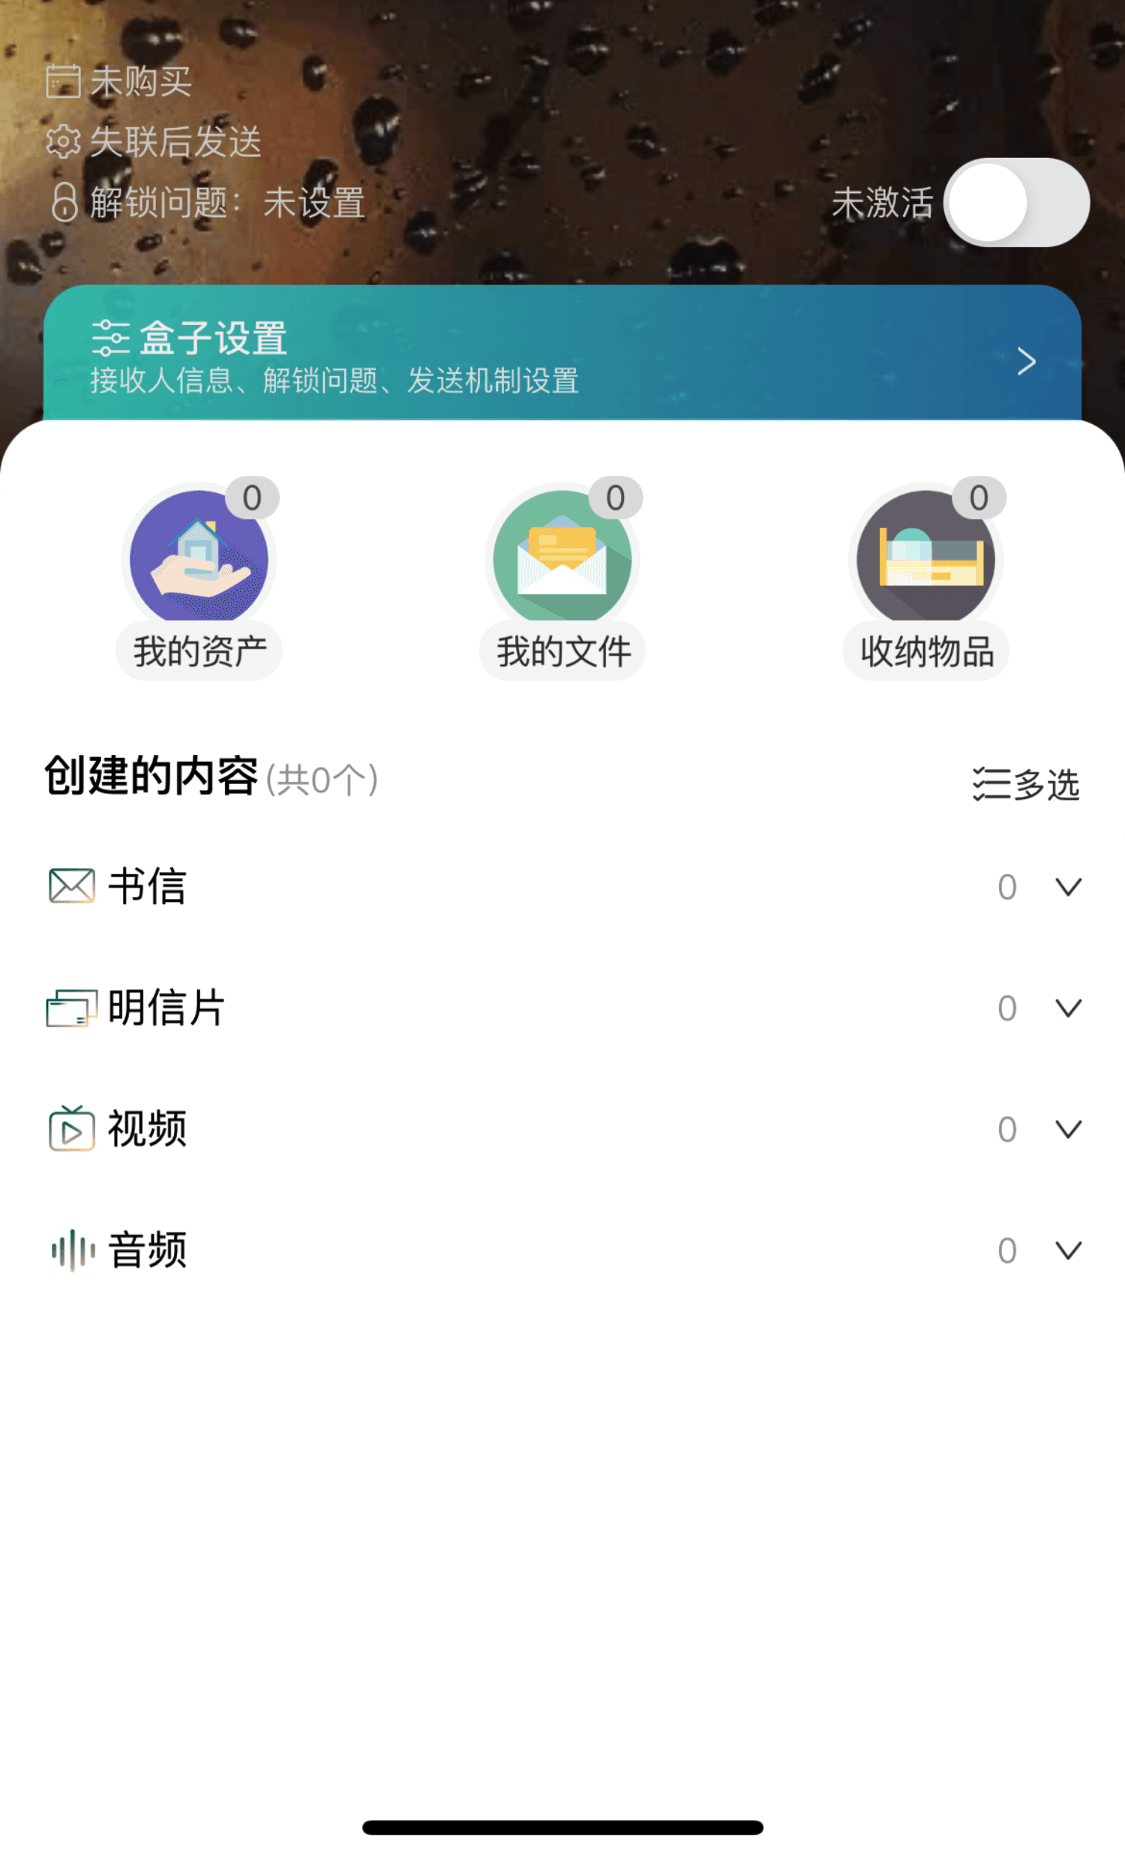 未购买
失联后发送
解锁问题： 未设置
未激活
盒子设置
接收人信息、解锁问题、发送机制设置
0
0
0
我的资产
我的文件
收纳物品
创建的内容(共0个)
多选
书信 0
明信片 0
视频 0
音频 0